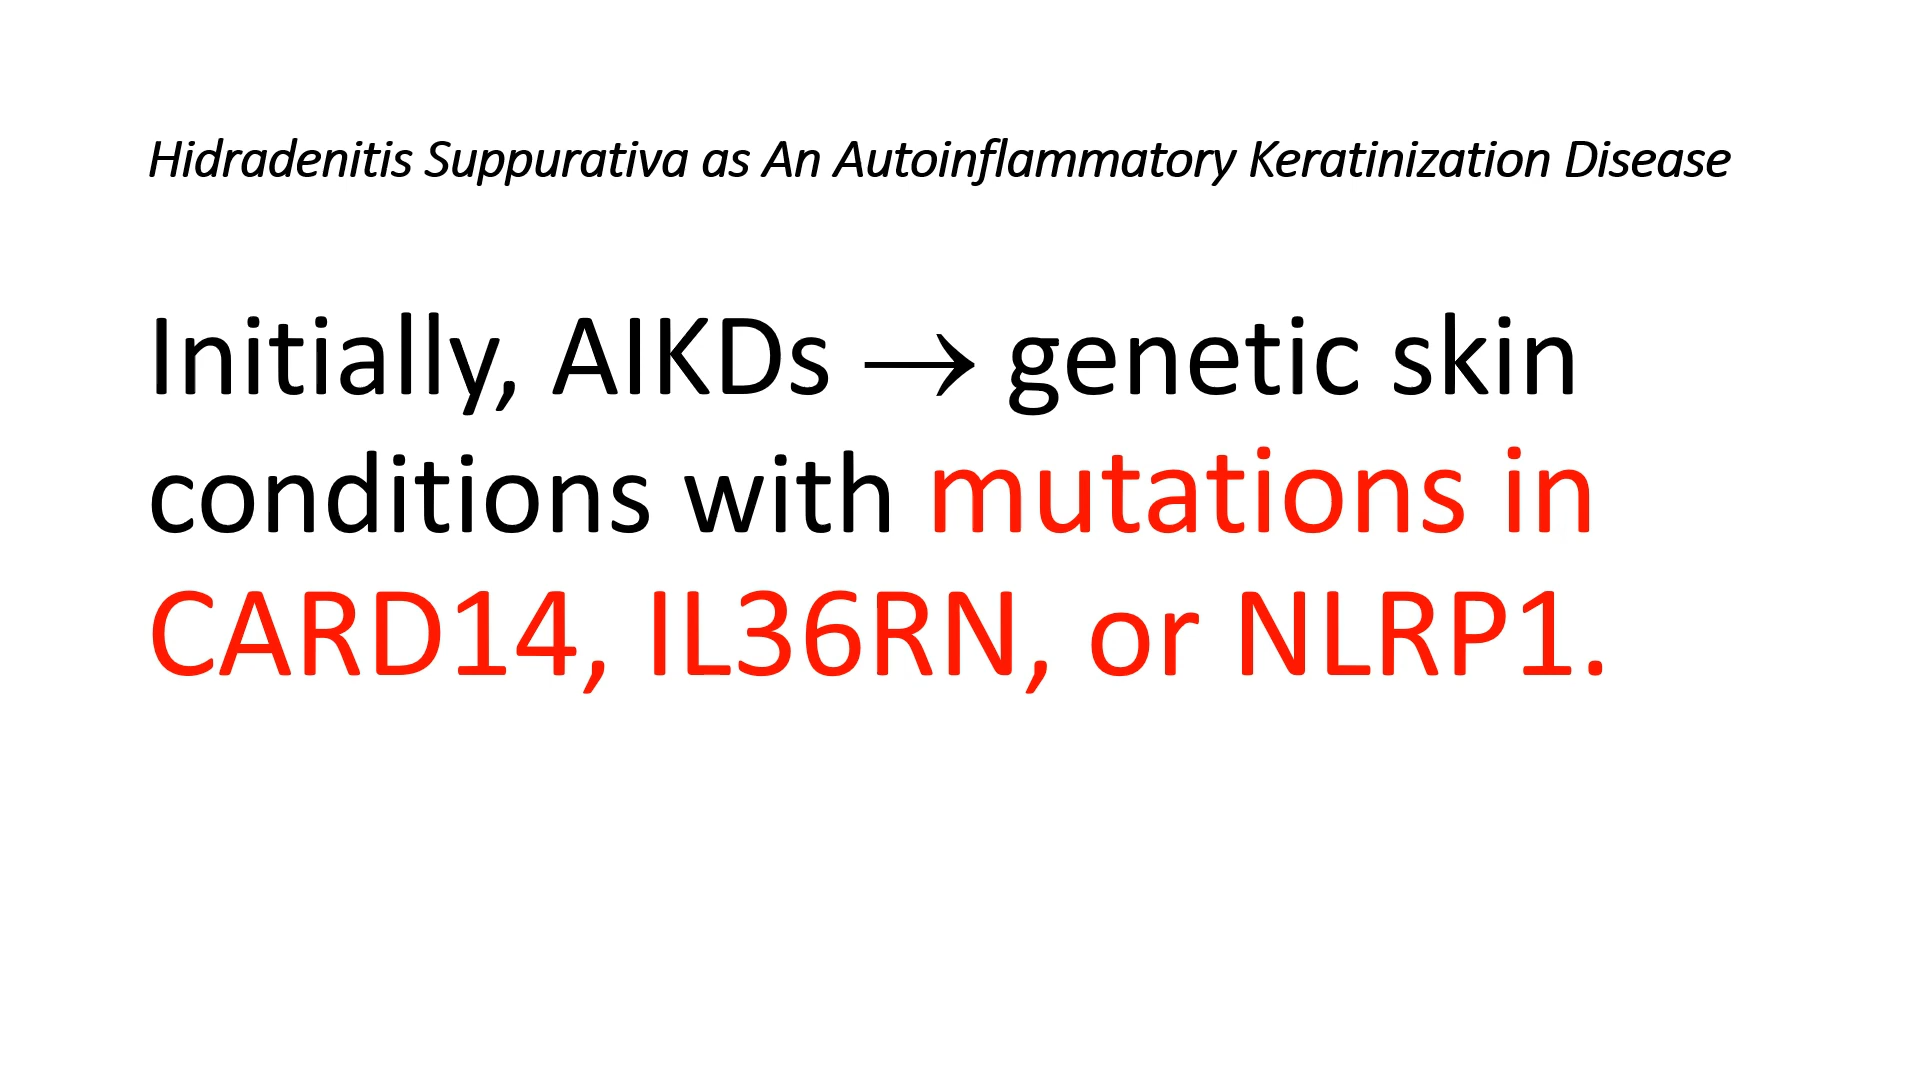 Hidradenitis Suppurativa as An Autoinflammatory Keratinization Disease
Initially, AIKDs → genetic skin
conditions with mutations in
CARD14, IL36RN, or NLRP1.